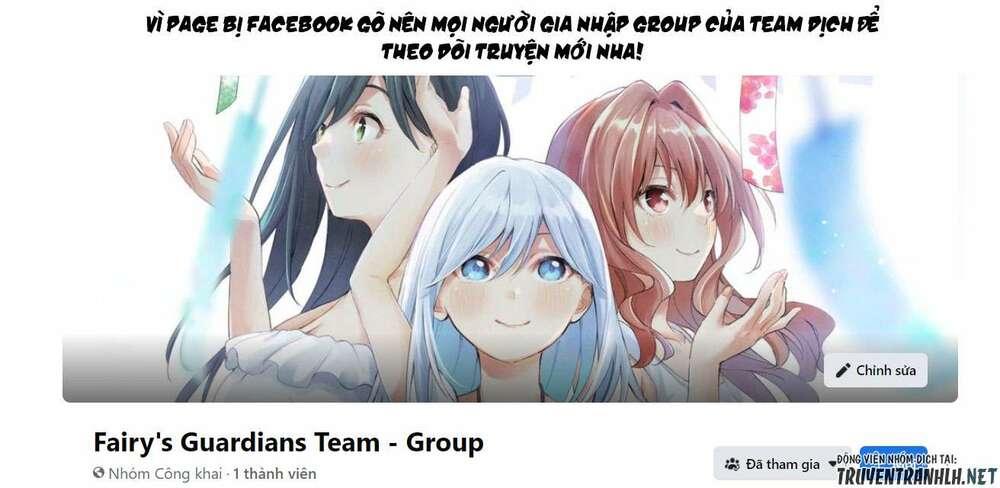 VÌ PAGE BỊ FACEBOOK GÕ NÊN MỌI NGƯỜI GIA NHẬP GROUP CỦA TEAM DỊCH ĐỂ
THEO DÕI TRUYỆN MỚI NHA!
Chỉnh sửa
Fairy's Guardians Team - Group
Nhóm Công khai · 1 thành viên
Đã tham gia
ĐỘNG VIÊN NHÓM DỊCH TẠI:
TRUYENTRANHLH.NET